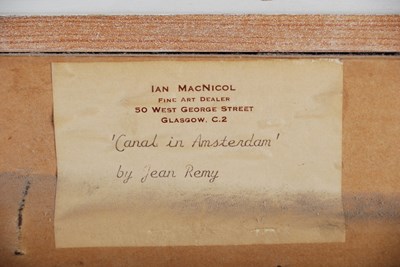 IAN MACNICOL
FINE ART DEALER
50 WEST GEORGE STREET
GLASGOW, C.2
'Canal in Amsterdam'
by Jean Remy